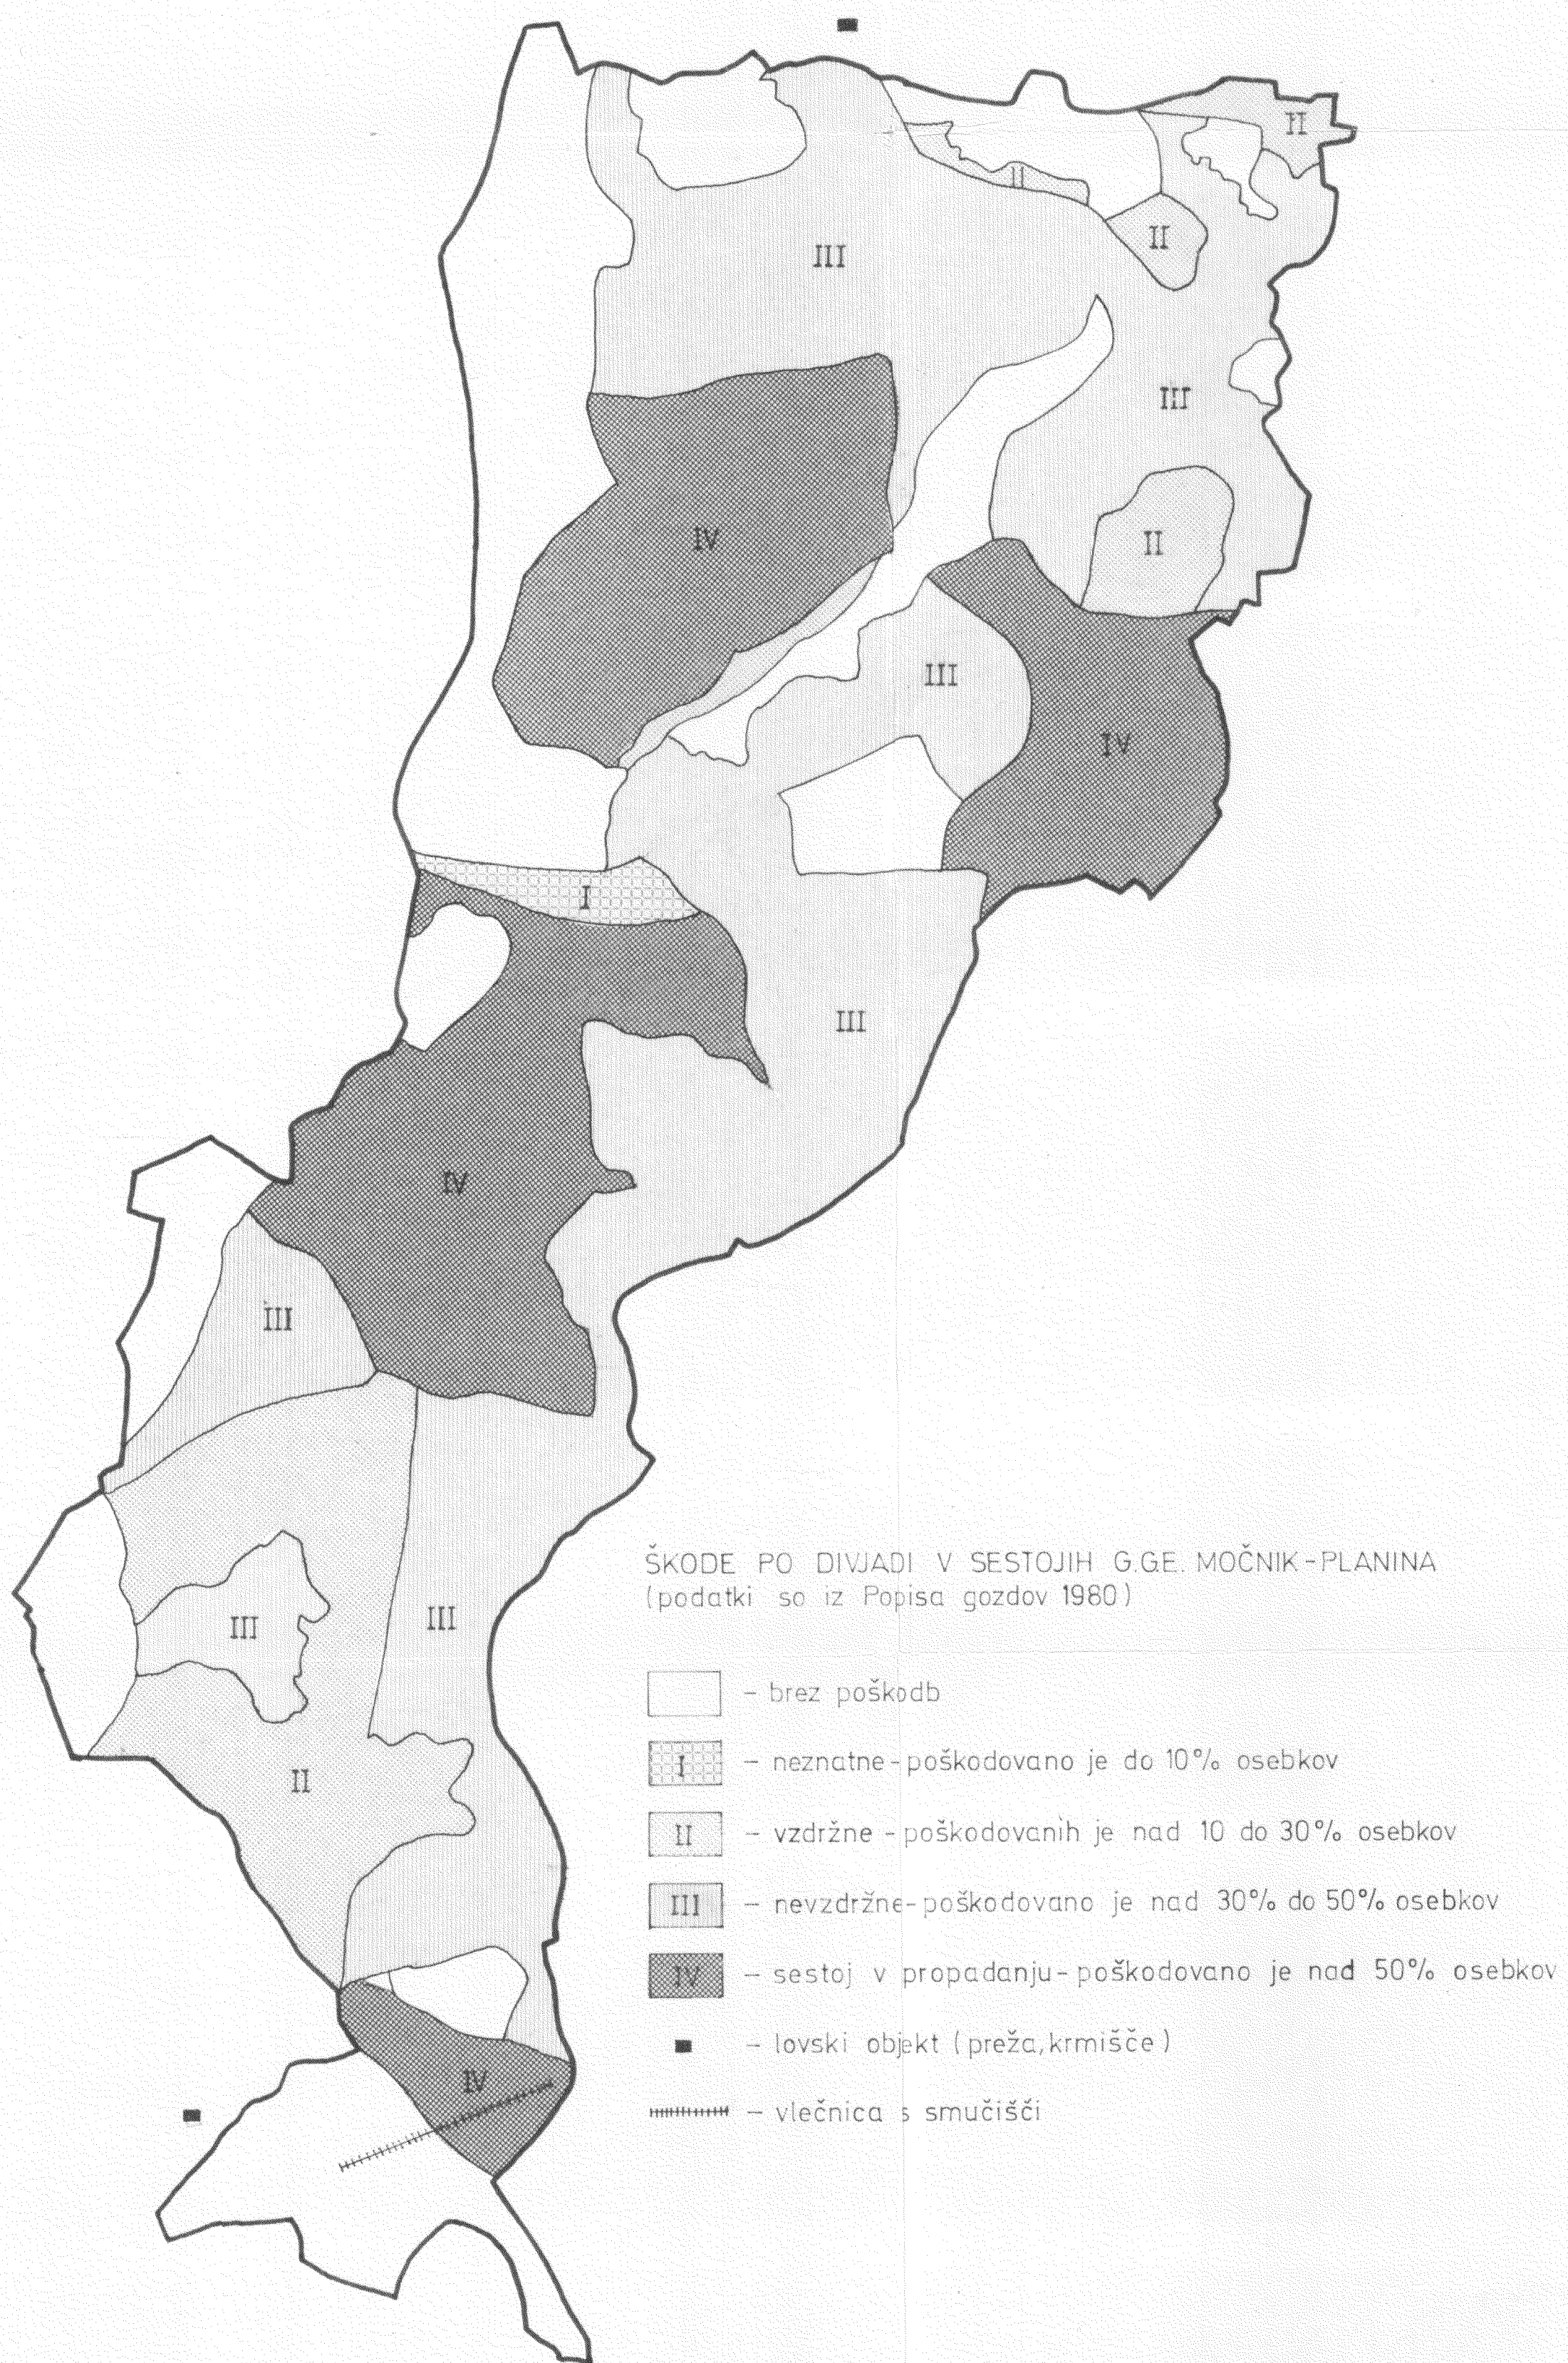 II
II
II
III
III
II
IV
III
IV
I
III
IV
III
III
III
II
IV
ŠKODE PO DIVJADI V SESTOJIH G.G.E. MOČNIK-PLANINA
(podatki so iz Popisa gozdov 1980)
– brez poškodb
I – neznatne-poškodovano je do 10% osebkov
II – vzdržne - poškodovanih je nad 10 do 30% osebkov
III – nevzdržne-poškodovano je nad 30% do 50% osebkov
IV – sestoj v propadanju-poškodovano je nad 50% osebkov
– lovski objekt (preža,krmišče)
– vlečnica s smučišči